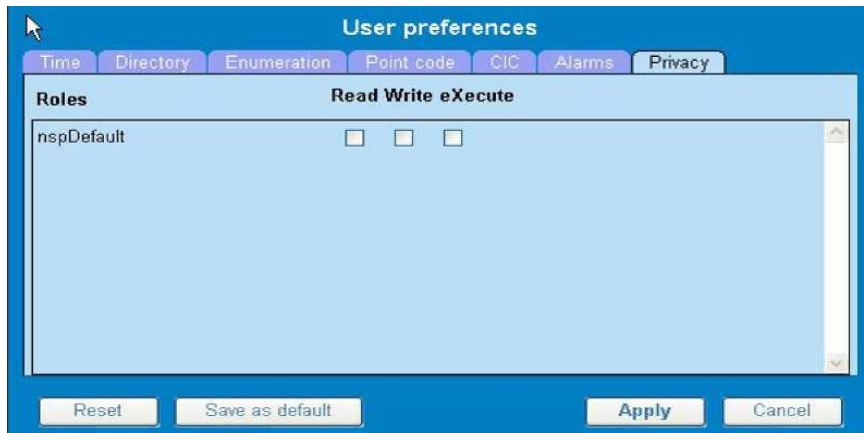 User preferences
Time Directory Enumeration Point code CIC Alarms Privacy
Roles Read Write eXecute
nspDefault
Reset Save as default Apply Cancel